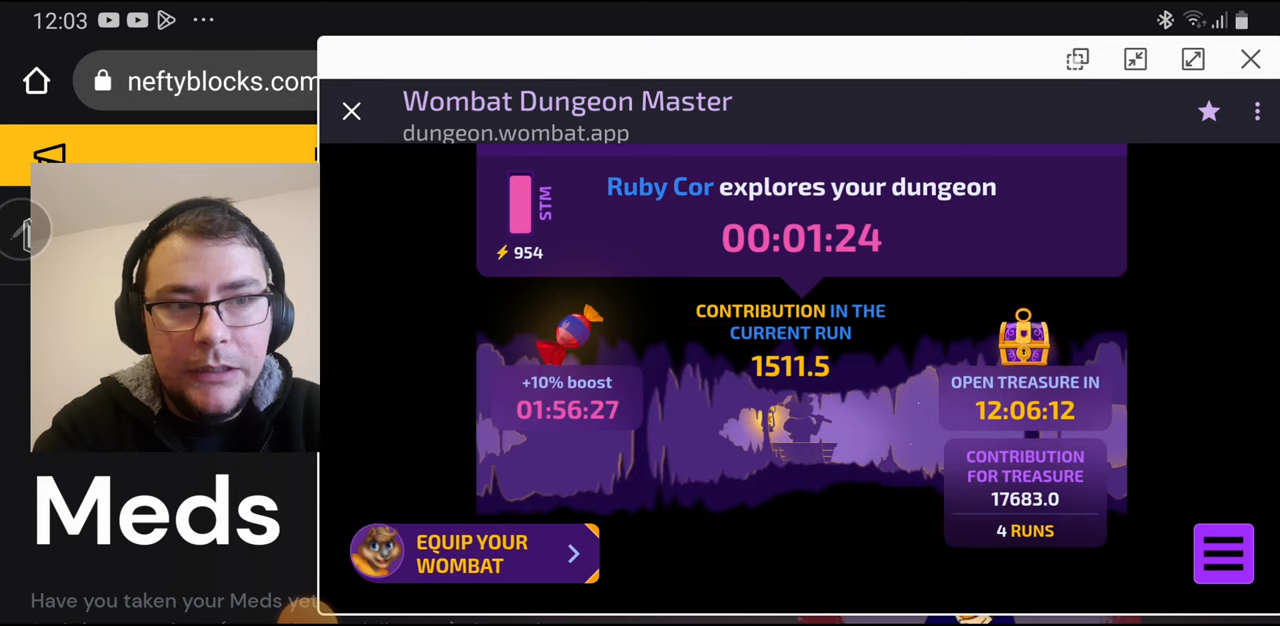 12:03
neftyblocks.com
Wombat Dungeon Master
dungeon.wombat.app
STM
954
Ruby Cor explores your dungeon
00:01:24
+10% boost
01:56:27
CONTRIBUTION IN THE
CURRENT RUN
1511.5
OPEN TREASURE IN
12:06:12
CONTRIBUTION
FOR TREASURE
17683.0
4 RUNS
EQUIP YOUR
WOMBAT
Meds
Have you taken your Meds yet